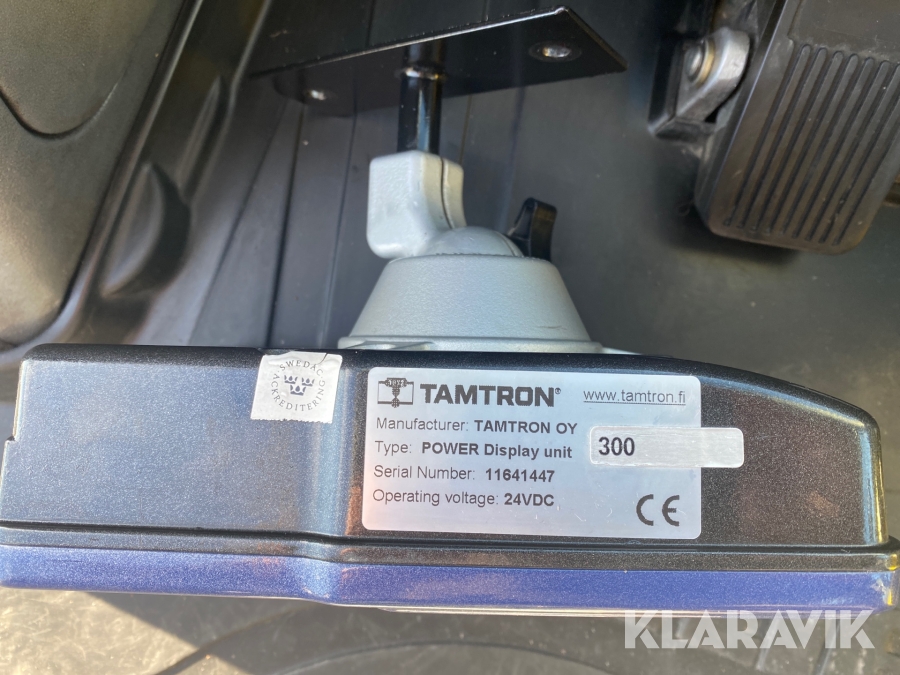 SWEDAC
ACKREDITERING
TAMTRON® www.tamtron.fi
Manufacturer: TAMTRON OY
Type: POWER Display unit 300
Serial Number: 11641447
Operating voltage: 24VDC
CE
KLARAVIK